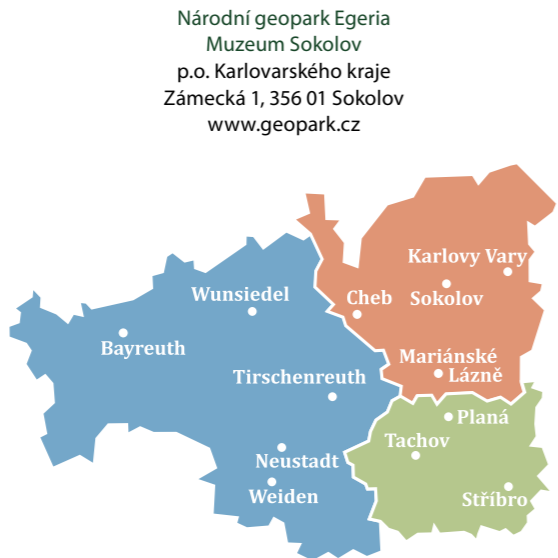 Národní geopark Egeria
Muzeum Sokolov
p.o. Karlovarského kraje
Zámecká 1, 356 01 Sokolov
www.geopark.cz
Karlovy Vary
Wunsiedel
Cheb
Sokolov
Bayreuth
Mariánské
Lázně
Tirschenreuth
Planá
Tachov
Neustadt
Weiden
Stříbro